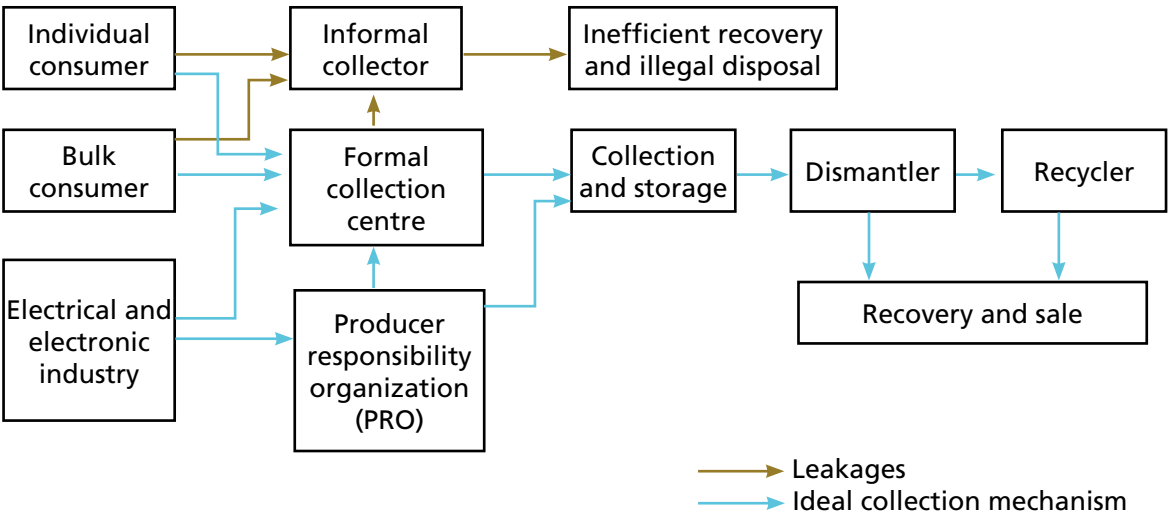 Individual
consumer
Informal
collector
Inefficient recovery
and illegal disposal
Bulk
consumer
Formal
collection
centre
Collection
and storage
Dismantler
Recycler
Electrical and
electronic
industry
Producer
responsibility
organization
(PRO)
Recovery and sale
Leakages
Ideal collection mechanism